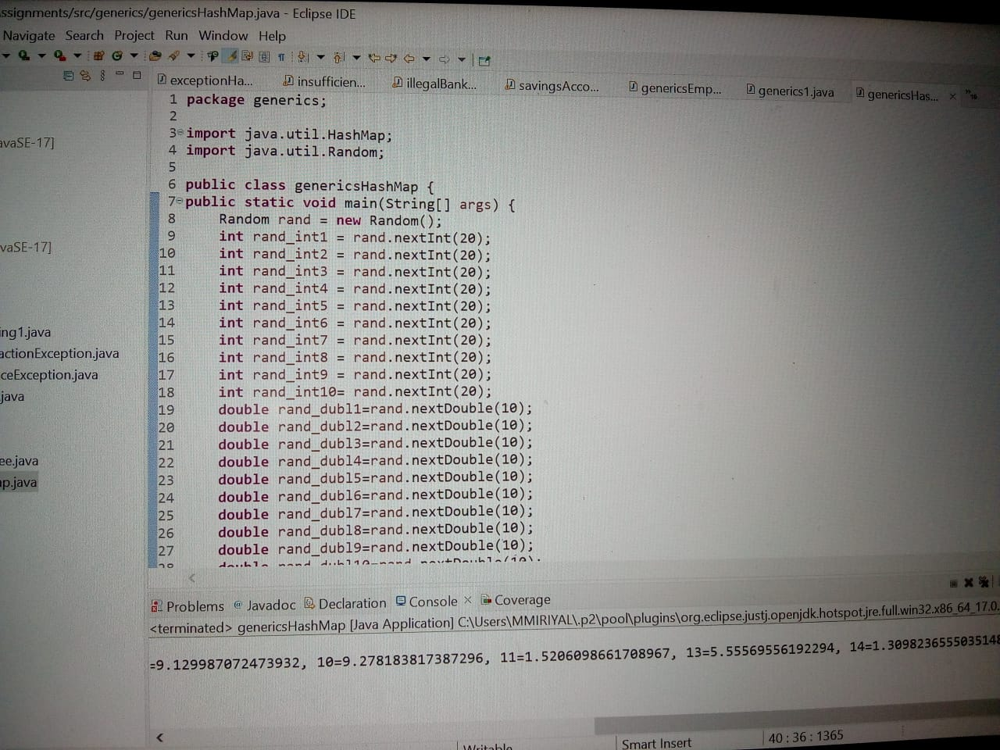 ssignments/src/generics/genericsHashMap.java - Eclipse IDE
Navigate Search Project Run Window Help
exceptionHa... insufficien... illegalBank... savingsAcco... genericsEmp... generics1.java genericsHas... 16
1 package generics;
2
3 import java.util.HashMap;
4 import java.util.Random;
5
6 public class genericsHashMap {
7 public static void main(String[] args) {
8 Random rand = new Random();
9 int rand_int1 = rand.nextInt(20);
10 int rand_int2 = rand.nextInt(20);
11 int rand_int3 = rand.nextInt(20);
12 int rand_int4 = rand.nextInt(20);
13 int rand_int5 = rand.nextInt(20);
14 int rand_int6 = rand.nextInt(20);
15 int rand_int7 = rand.nextInt(20);
16 int rand_int8 = rand.nextInt(20);
17 int rand_int9 = rand.nextInt(20);
18 int rand_int10= rand.nextInt(20);
19 double rand_dubl1=rand.nextDouble(10);
20 double rand_dubl2=rand.nextDouble(10);
21 double rand_dubl3=rand.nextDouble(10);
22 double rand_dubl4=rand.nextDouble(10);
23 double rand_dubl5=rand.nextDouble(10);
24 double rand_dubl6=rand.nextDouble(10);
25 double rand_dubl7=rand.nextDouble(10);
26 double rand_dubl8=rand.nextDouble(10);
27 double rand_dubl9=rand.nextDouble(10);
28 double rand_dubl10=rand.nextDouble(10);
avaSE-17]
vaSE-17]
ing1.java
actionException.java
ceException.java
.java
ee.java
ap.java
Problems @ Javadoc Declaration Console Coverage
<terminated> genericsHashMap [Java Application] C:\Users\MMIRIYAL\.p2\pool\plugins\org.eclipse.justj.openjdk.hotspot.jre.full.win32.x86_64_17.0.
=9.129987072473932, 10=9.278183817387296, 11=1.5206098661708967, 13=5.55569556192294, 14=1.3098236555035148
Writable Smart Insert 40 : 36 : 1365